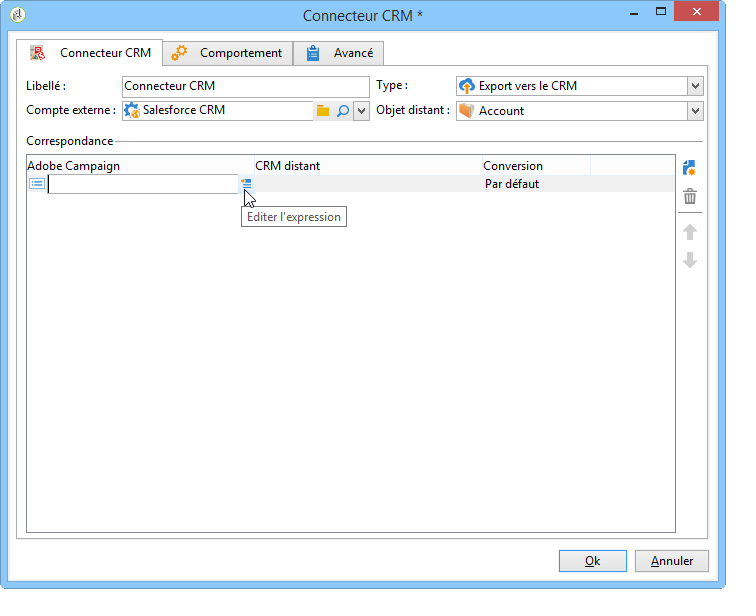 Connecteur CRM *
Connecteur CRM Comportement Avancé
Libellé : Connecteur CRM Type : Export vers le CRM
Compte externe : Salesforce CRM Objet distant : Account
Correspondance
Adobe Campaign CRM distant Conversion
Par défaut
Editer l'expression
Ok Annuler